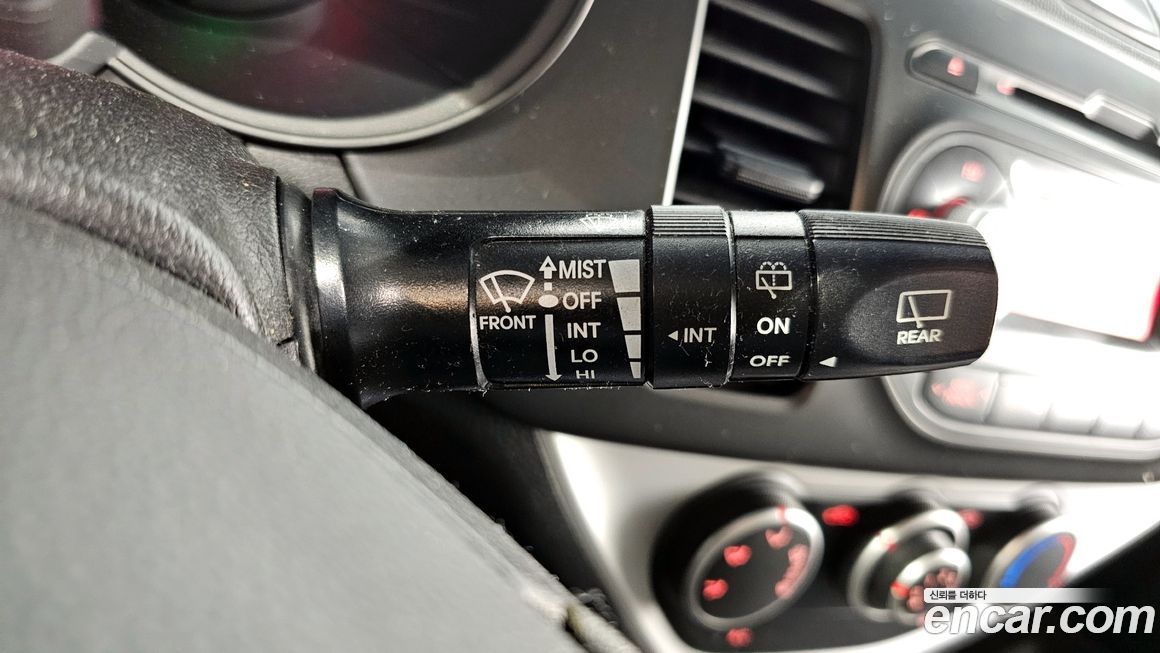 MIST
OFF
INT
LO
HI
FRONT
INT
ON
OFF
REAR
신뢰를 더하다
encar.com